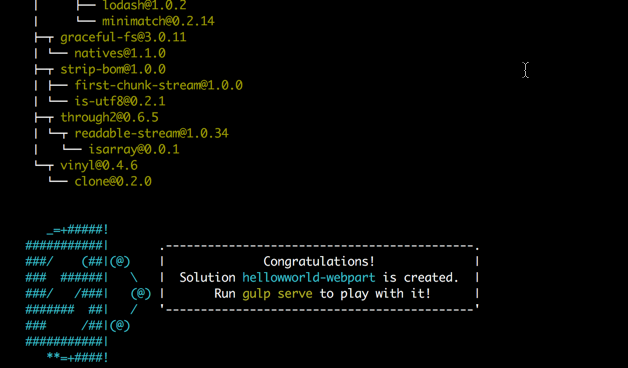 │ ├── lodash@1.0.2
│ └── minimatch@0.2.14
├─┬ graceful-fs@3.0.11
│ └── natives@1.1.0
├─┬ strip-bom@1.0.0
│ ├── first-chunk-stream@1.0.0
│ └── is-utf8@0.2.1
├─┬ through2@0.6.5
│ └─┬ readable-stream@1.0.34
│   └── isarray@0.0.1
└─┬ vinyl@0.4.6
  └── clone@0.2.0
   _=+#####!
###########|       .--------------------------------------------.
###/    (##|(@)    |              Congratulations!              |
###  ######|   \   |  Solution hellowworld-webpart is created.  |
###/   /###|   (@) |       Run gulp serve to play with it!      |
#######  ##|   /   '--------------------------------------------'
###     /##|(@)
###########|
   **=+####!